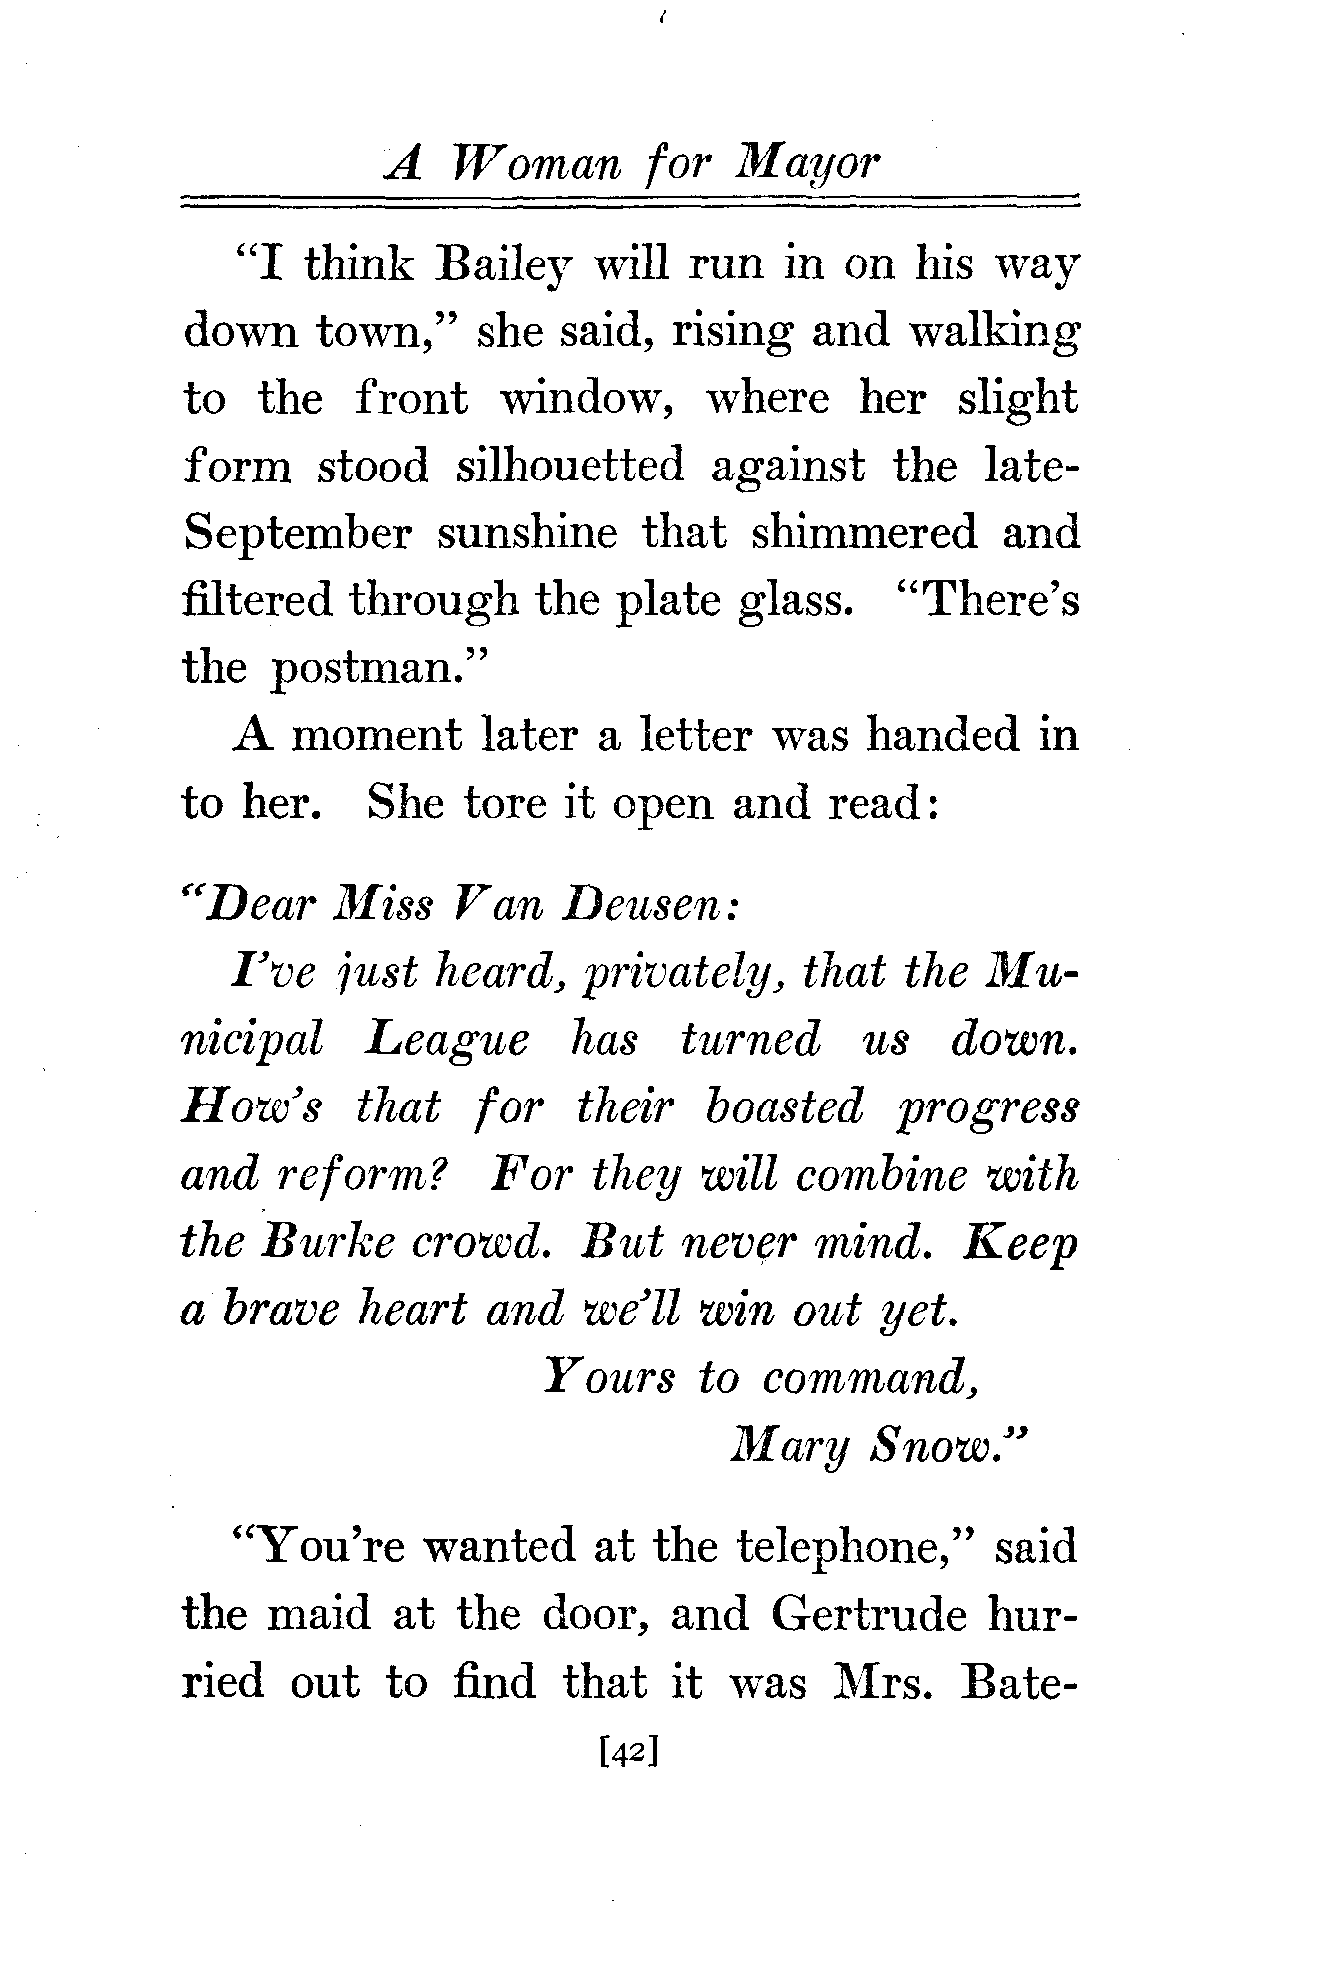 A Woman for Mayor
“I think Bailey will run in on his way
down town,” she said, rising and walking
to the front window, where her slight
form stood silhouetted against the late-
September sunshine that shimmered and
filtered through the plate glass. “There’s
the postman.”
A moment later a letter was handed in
to her. She tore it open and read:
“Dear Miss Van Deusen:
I’ve just heard, privately, that the Mu-
nicipal League has turned us down.
How’s that for their boasted progress
and reform? For they will combine with
the Burke crowd. But never mind. Keep
a brave heart and we’ll win out yet.
Yours to command,
Mary Snow.”
“You’re wanted at the telephone,” said
the maid at the door, and Gertrude hur-
ried out to find that it was Mrs. Bate-
[42]